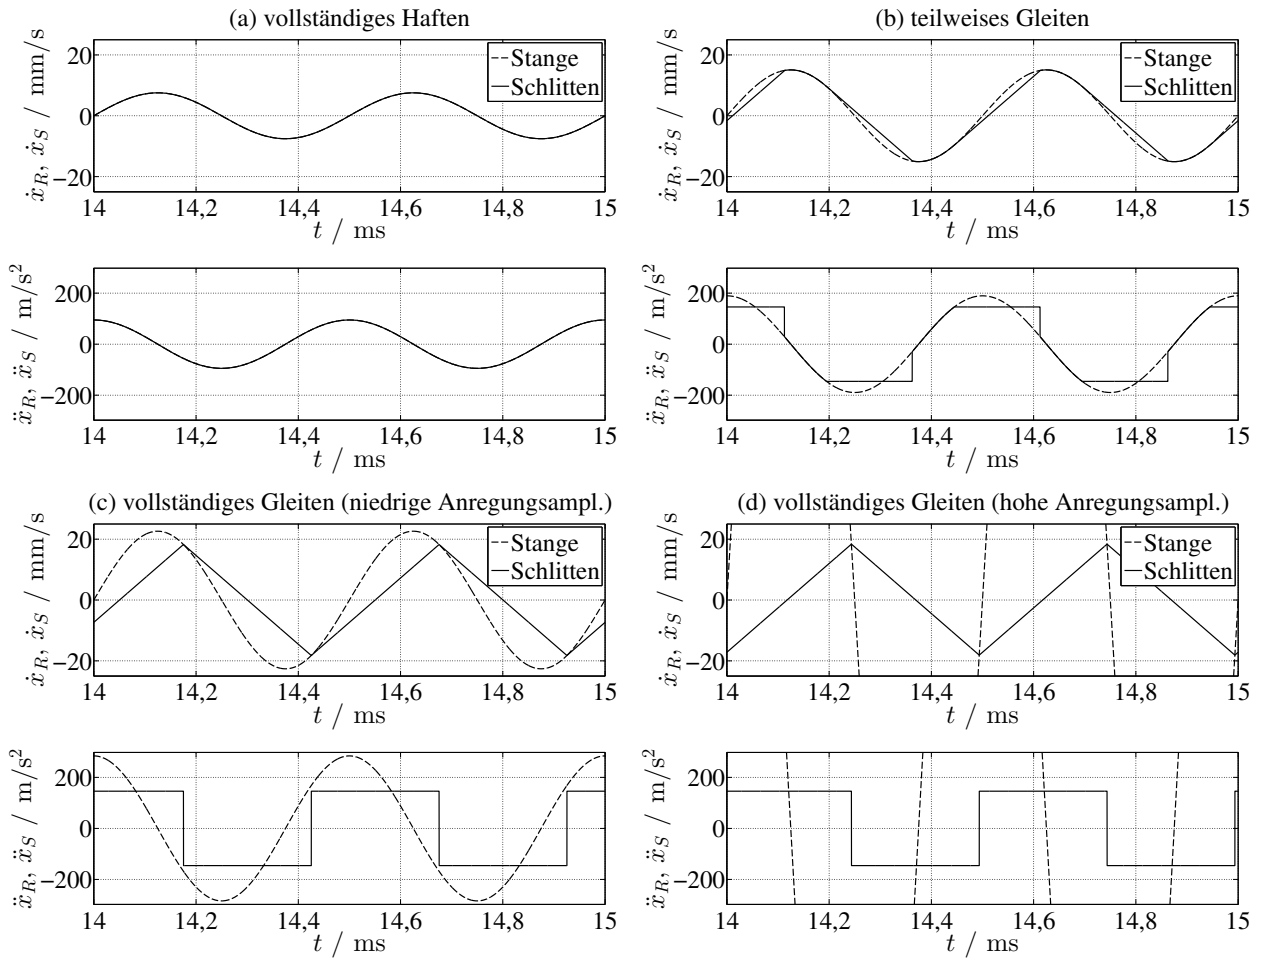 (a) vollständiges Haften
ẋ_R, ẋ_S / mm/s
20
0
−20
Stange
Schlitten
14 14,2 14,4 14,6 14,8 15
t / ms
ẍ_R, ẍ_S / m/s²
200
0
−200
14 14,2 14,4 14,6 14,8 15
t / ms
(b) teilweises Gleiten
ẋ_R, ẋ_S / mm/s
20
0
−20
Stange
Schlitten
14 14,2 14,4 14,6 14,8 15
t / ms
ẍ_R, ẍ_S / m/s²
200
0
−200
14 14,2 14,4 14,6 14,8 15
t / ms
(c) vollständiges Gleiten (niedrige Anregungsampl.)
ẋ_R, ẋ_S / mm/s
20
0
−20
Stange
Schlitten
14 14,2 14,4 14,6 14,8 15
t / ms
ẍ_R, ẍ_S / m/s²
200
0
−200
14 14,2 14,4 14,6 14,8 15
t / ms
(d) vollständiges Gleiten (hohe Anregungsampl.)
ẋ_R, ẋ_S / mm/s
20
0
−20
Stange
Schlitten
14 14,2 14,4 14,6 14,8 15
t / ms
ẍ_R, ẍ_S / m/s²
200
0
−200
14 14,2 14,4 14,6 14,8 15
t / ms